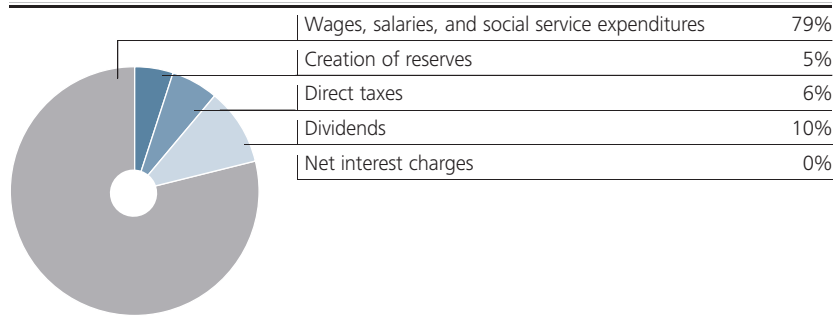 Wages, salaries, and social service expenditures 79%
Creation of reserves 5%
Direct taxes 6%
Dividends 10%
Net interest charges 0%